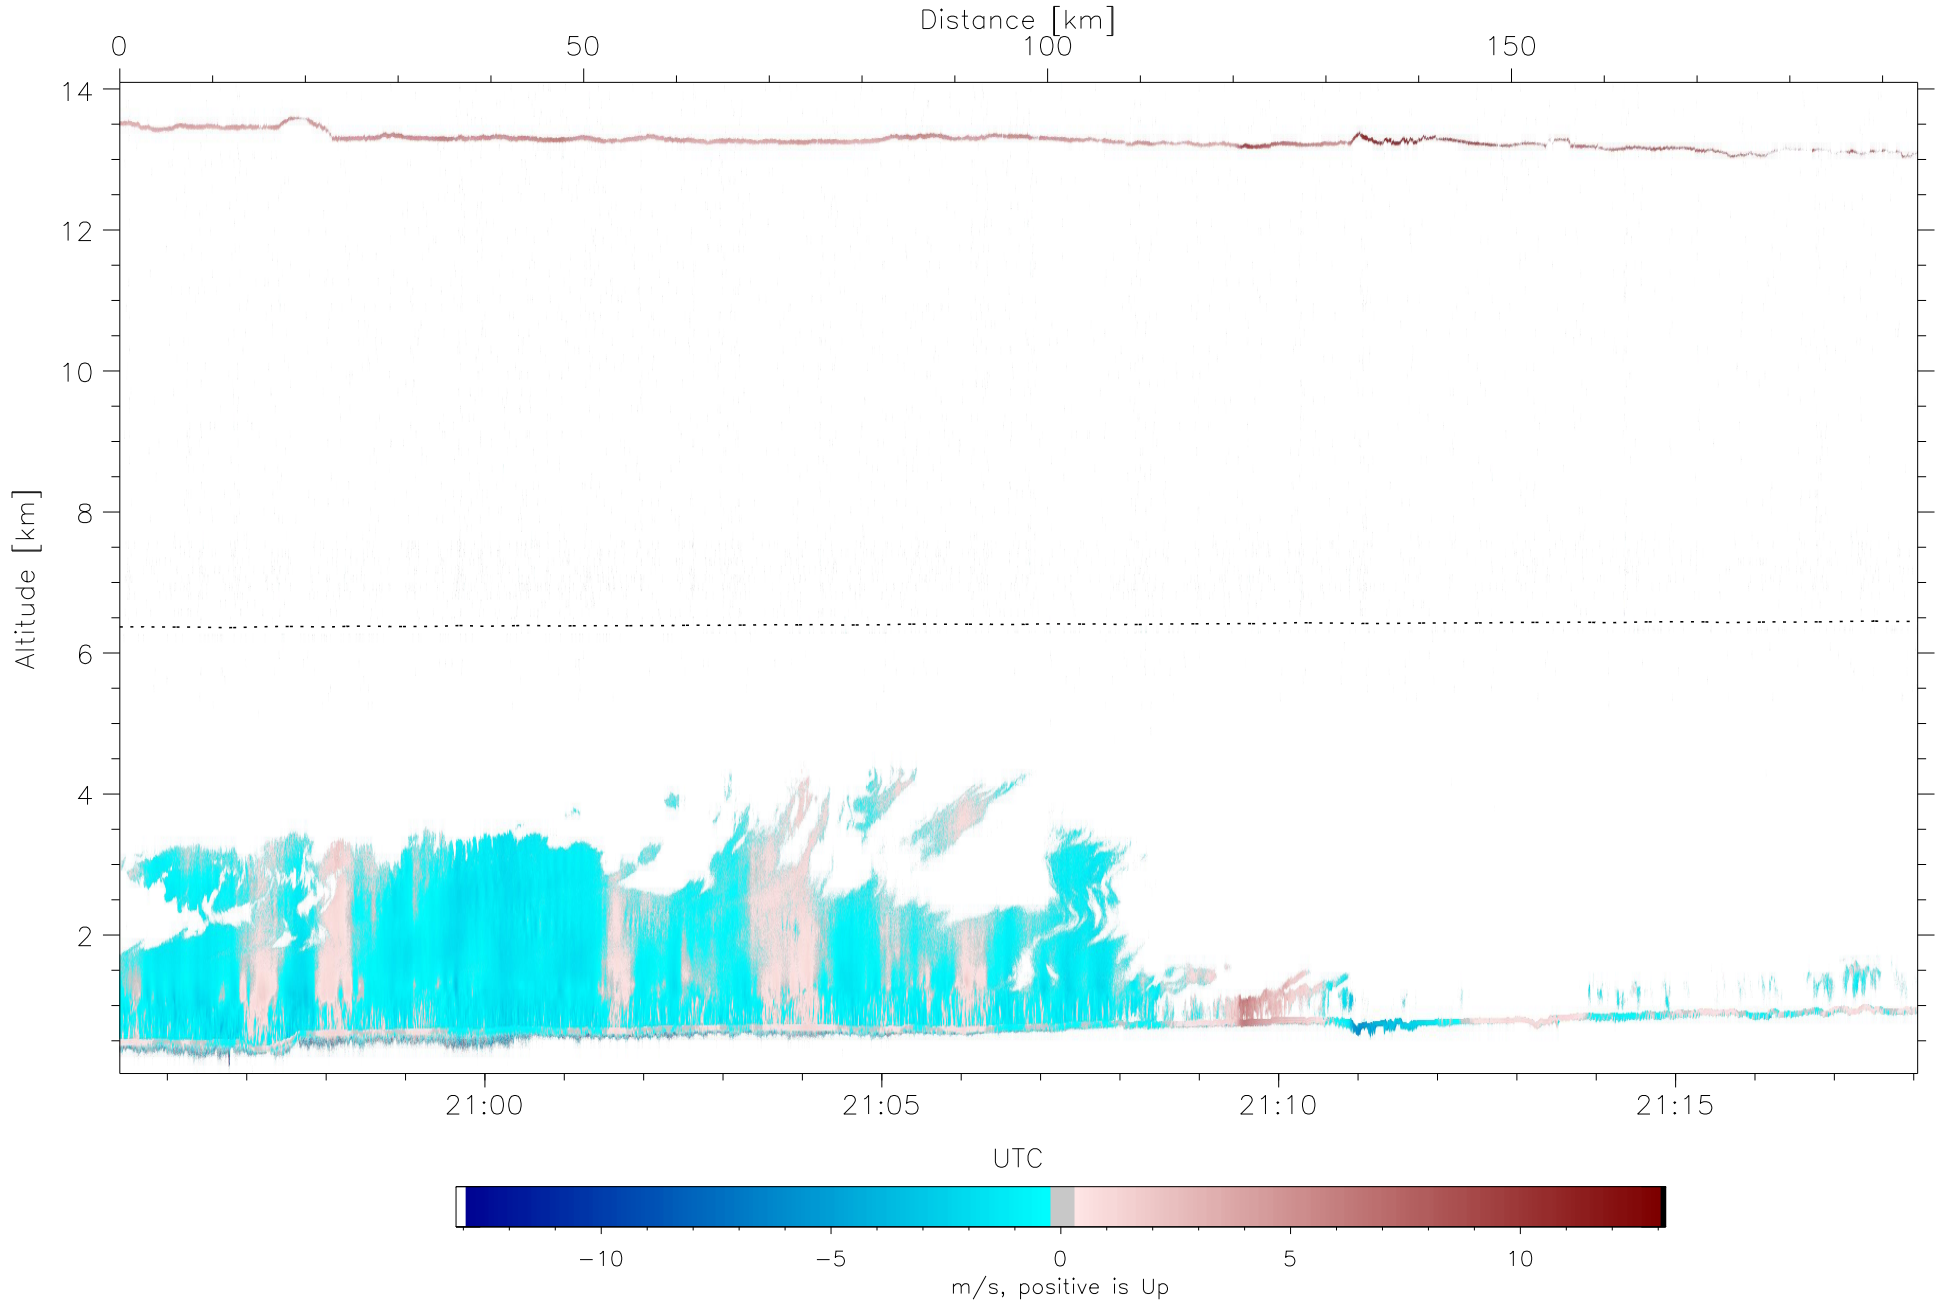 Distance [km]
0 50 100 150
14
12
10
8
6
4
2
Altitude [km]
21:00 21:05 21:10 21:15
UTC
−10 −5 0 5 10
m/s, positive is Up